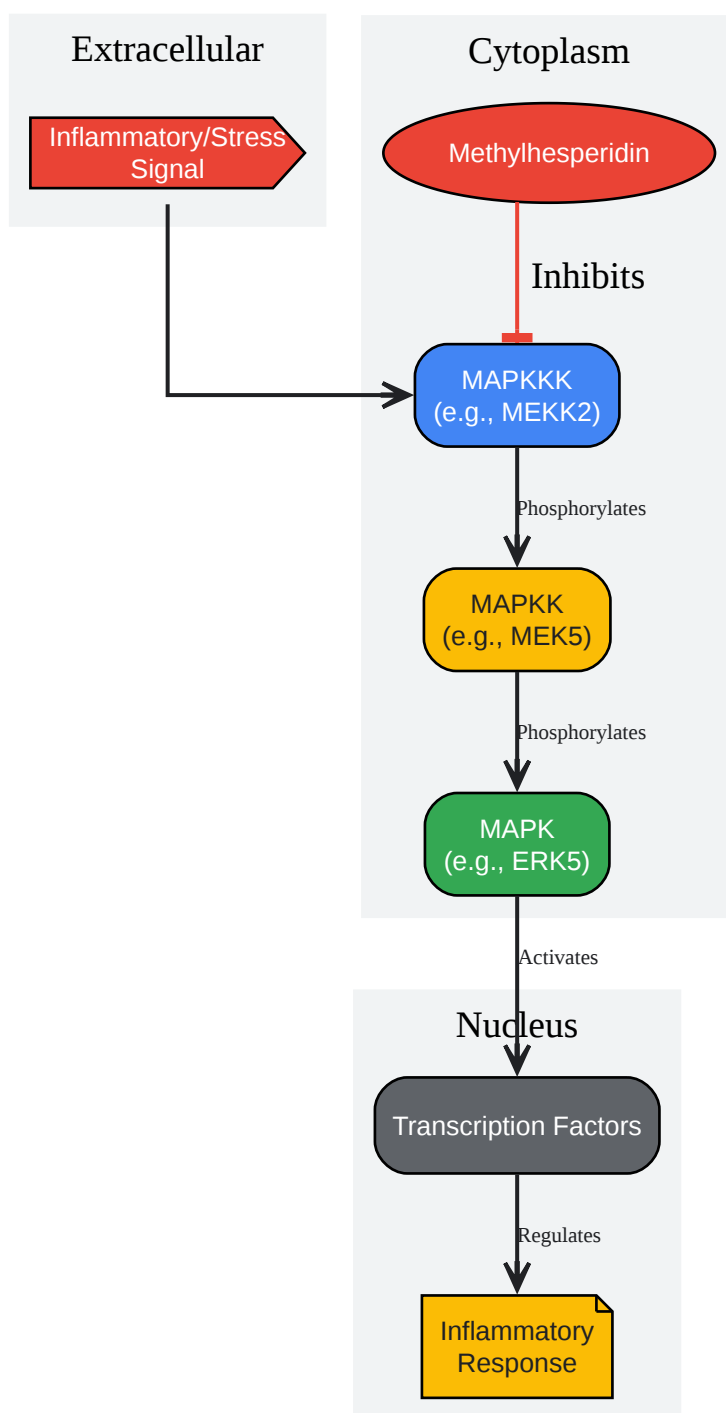 Extracellular
Inflammatory/Stress
Signal
Cytoplasm
Methylhesperidin
Inhibits
MAPKKK
(e.g., MEKK2)
Phosphorylates
MAPKK
(e.g., MEK5)
Phosphorylates
MAPK
(e.g., ERK5)
Activates
Nucleus
Transcription Factors
Regulates
Inflammatory
Response